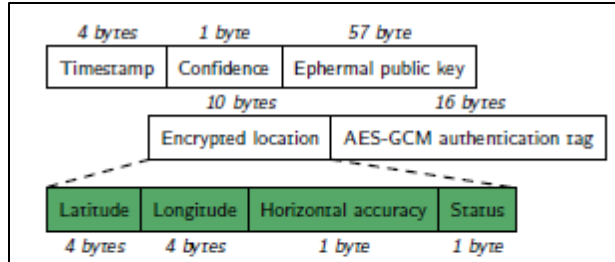 4 bytes 1 byte 57 byte
Timestamp Confidence Ephermal public key
10 bytes 16 bytes
Encrypted location AES-GCM authentication tag
Latitude Longitude Horizontal accuracy Status
4 bytes 4 bytes 1 byte 1 byte